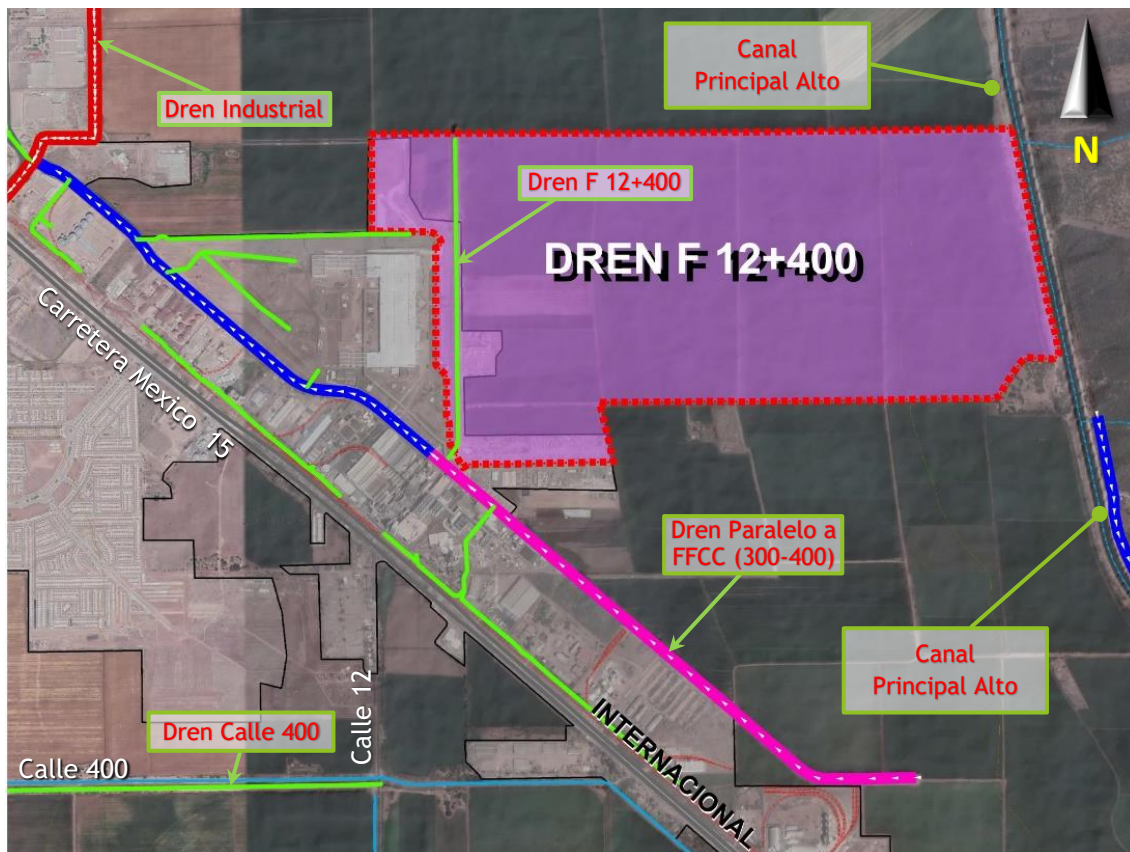 Canal
Principal Alto
Dren Industrial
N
Dren F 12+400
DREN F 12+400
Carretera Mexico 15
Dren Paralelo a
FFCC (300-400)
Canal
Principal Alto
Calle 12
INTERNACIONAL
Dren Calle 400
Calle 400